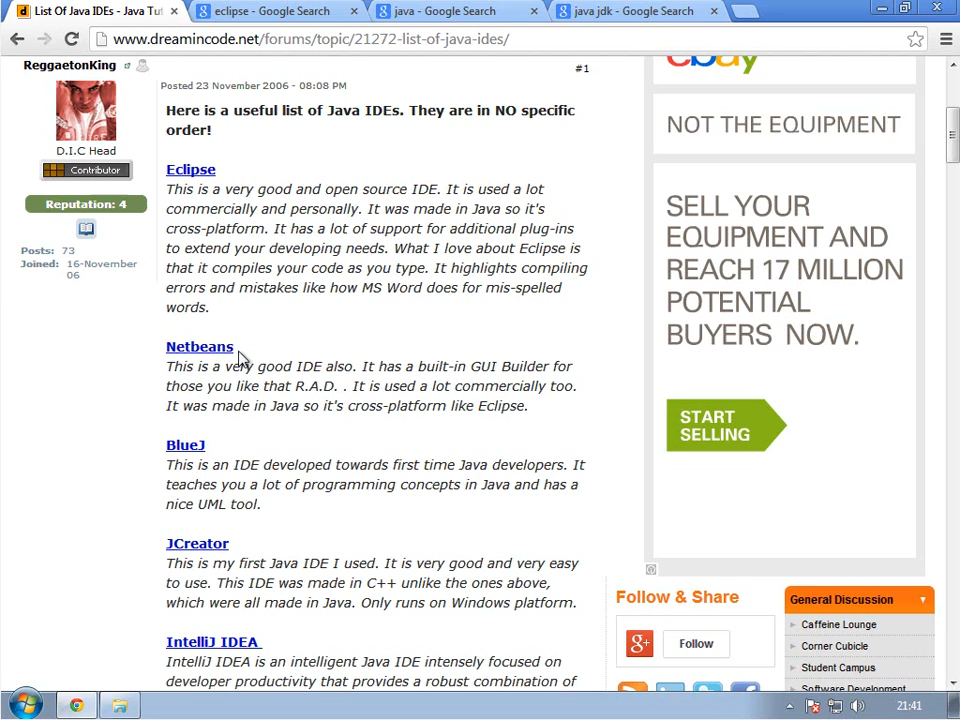 List Of Java IDEs - Java Tut
eclipse - Google Search
java - Google Search
java jdk - Google Search
www.dreamincode.net/forums/topic/21272-list-of-java-ides/
ReggaetonKing
D.I.C Head
Contributor
Reputation: 4
Posts: 73
Joined: 16-November
06
#1
Posted 23 November 2006 - 08:08 PM
Here is a useful list of Java IDEs. They are in NO specific
order!
Eclipse
This is a very good and open source IDE. It is used a lot
commercially and personally. It was made in Java so it's
cross-platform. It has a lot of support for additional plug-ins
to extend your developing needs. What I love about Eclipse is
that it compiles your code as you type. It highlights compiling
errors and mistakes like how MS Word does for mis-spelled
words.
Netbeans
This is a very good IDE also. It has a built-in GUI Builder for
those you like that R.A.D. . It is used a lot commercially too.
It was made in Java so it's cross-platform like Eclipse.
BlueJ
This is an IDE developed towards first time Java developers. It
teaches you a lot of programming concepts in Java and has a
nice UML tool.
JCreator
This is my first Java IDE I used. It is very good and very easy
to use. This IDE was made in C++ unlike the ones above,
which were all made in Java. Only runs on Windows platform.
IntelliJ IDEA
IntelliJ IDEA is an intelligent Java IDE intensely focused on
developer productivity that provides a robust combination of
ebay
NOT THE EQUIPMENT
SELL YOUR
EQUIPMENT AND
REACH 17 MILLION
POTENTIAL
BUYERS NOW.
START
SELLING
Follow & Share
g+ Follow
General Discussion
Caffeine Lounge
Corner Cubicle
Student Campus
Software Development
21:41